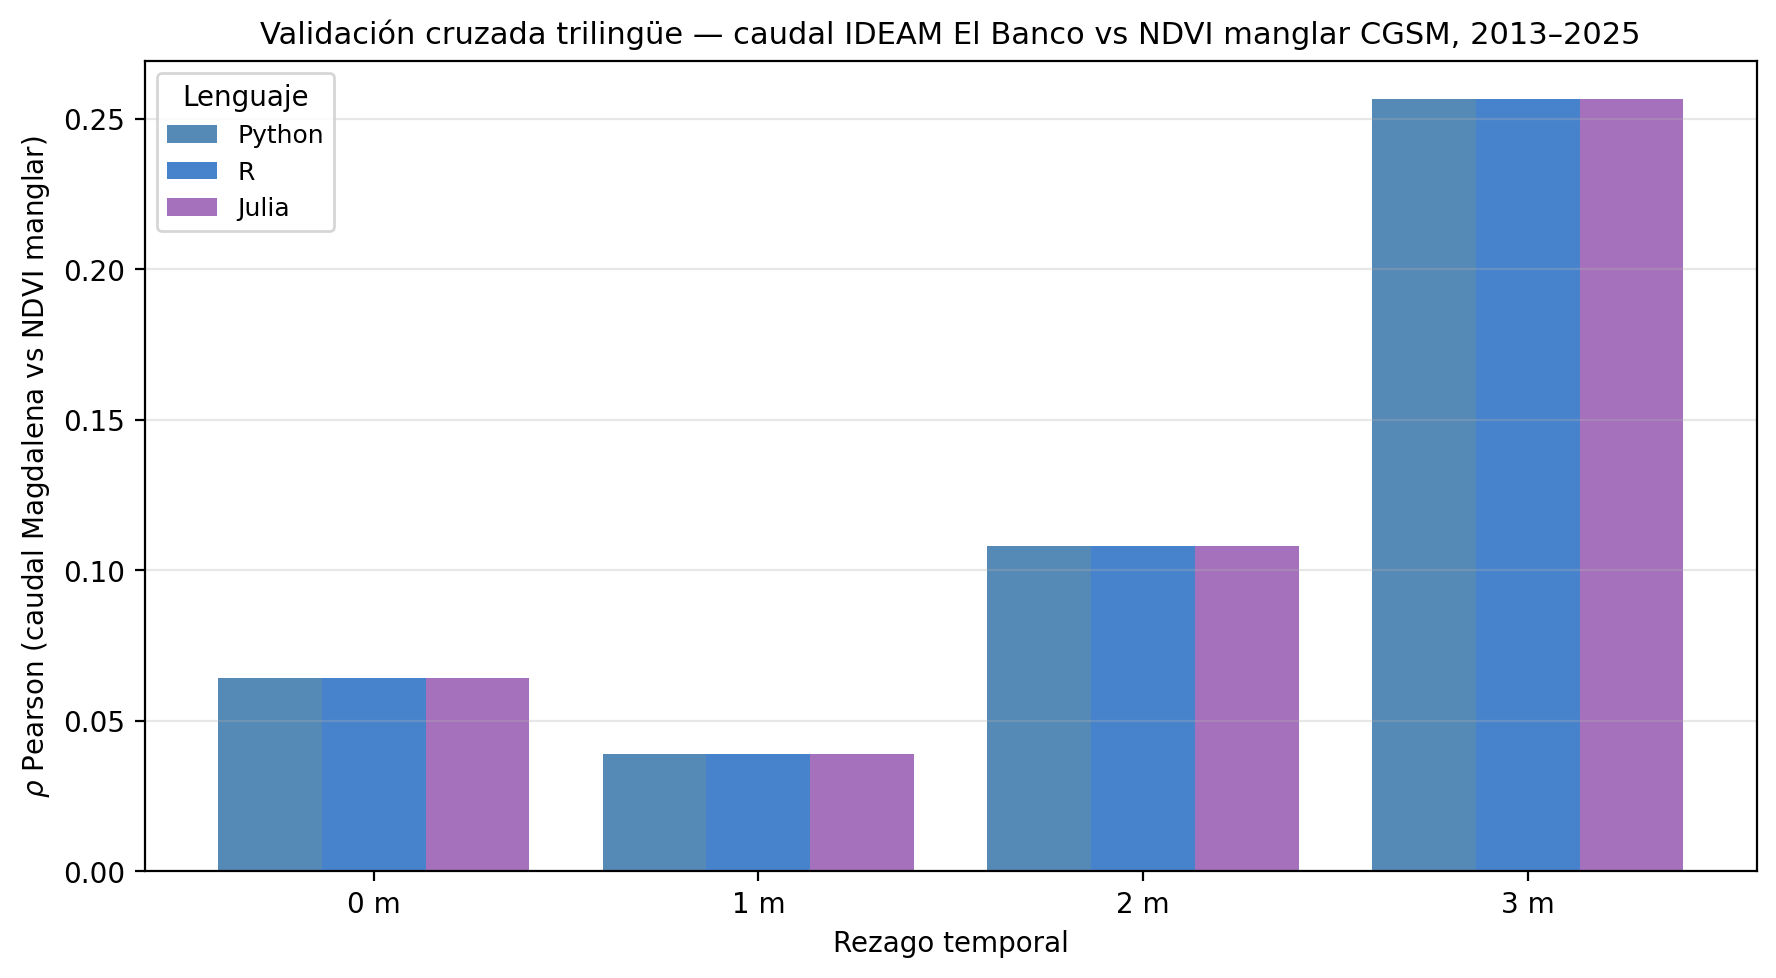 Validación cruzada trilingüe — caudal IDEAM El Banco vs NDVI manglar CGSM, 2013–2025
Lenguaje
Python
R
Julia
ρ Pearson (caudal Magdalena vs NDVI manglar)
0.25
0.20
0.15
0.10
0.05
0.00
0 m 1 m 2 m 3 m
Rezago temporal